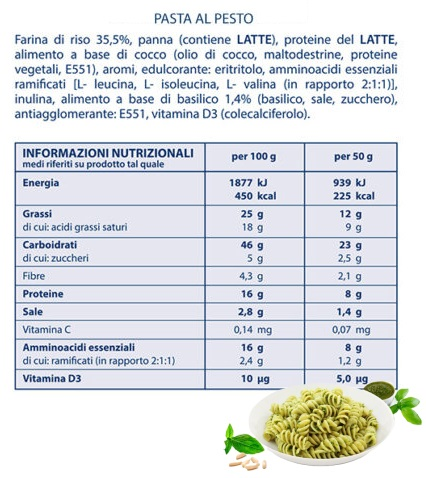 PASTA AL PESTO
Farina di riso 35,5%, panna (contiene LATTE), proteine del LATTE,
alimento a base di cocco (olio di cocco, maltodestrine, proteine
vegetali, E551), aromi, edulcorante: eritritolo, amminoacidi essenziali
ramificati [L- leucina, L- isoleucina, L- valina (in rapporto 2:1:1)],
inulina, alimento a base di basilico 1,4% (basilico, sale, zucchero),
antiagglomerante: E551, vitamina D3 (colecalciferolo).
INFORMAZIONI NUTRIZIONALI per 100 g per 50 g
medi riferiti su prodotto tal quale
Energia 1877 kJ 939 kJ
450 kcal 225 kcal
Grassi 25 g 12 g
di cui: acidi grassi saturi 18 g 9 g
Carboidrati 46 g 23 g
di cui: zuccheri 5 g 2,5 g
Fibre 4,3 g 2,1 g
Proteine 16 g 8 g
Sale 2,8 g 1,4 g
Vitamina C 0,14 mg 0,07 mg
Amminoacidi essenziali 16 g 8 g
di cui: ramificati (in rapporto 2:1:1) 2,4 g 1,2 g
Vitamina D3 10 µg 5,0 µg